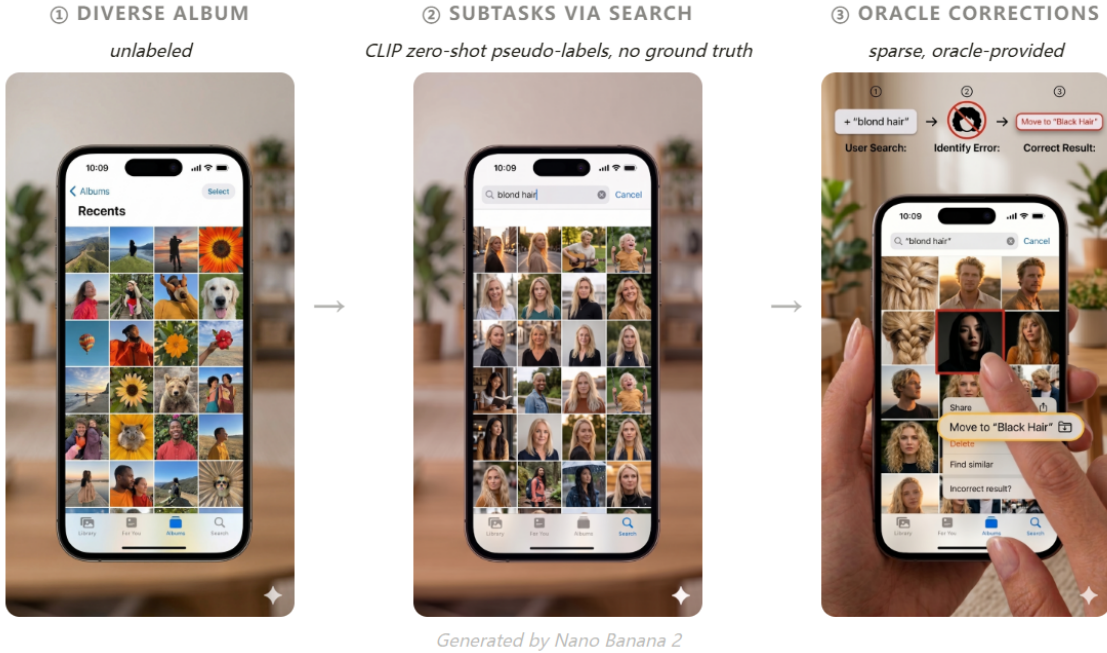 ① DIVERSE ALBUM
unlabeled
10:09
Albums
Select
Recents
Library
For You
Albums
Search
② SUBTASKS VIA SEARCH
CLIP zero-shot pseudo-labels, no ground truth
10:09
blond hair
Cancel
Library
For You
Albums
Search
③ ORACLE CORRECTIONS
sparse, oracle-provided
① ② ③
+ "blond hair" → → Move to "Black Hair"
User Search: Identify Error: Correct Result:
10:09
"blond hair"
Cancel
Share
Move to "Black Hair"
Delete
Find similar
Incorrect result?
Library
For You
Albums
Search
Generated by Nano Banana 2